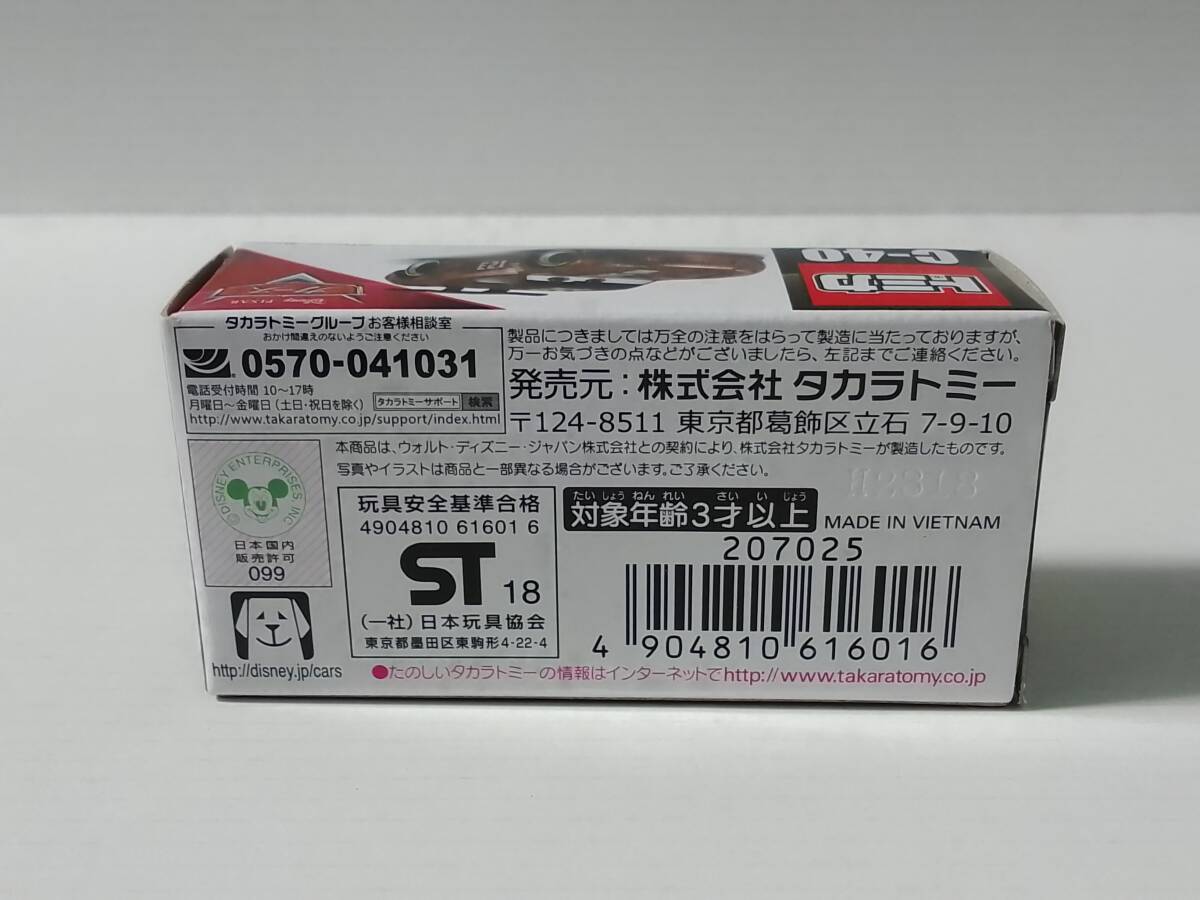 トミカ
C-40
Disney PIXAR
タカラトミーグループお客様相談室
おかけ間違えのないようご注意ください
0570-041031
電話受付時間 10～17時
月曜日～金曜日(土日・祝日を除く)
タカラトミーサポート 検索
http://www.takaratomy.co.jp/support/index.html
製品につきましては万全の注意をはらって製造に当たっておりますが、
万一お気づきの点などがございましたら、左記までご連絡ください。
発売元:株式会社 タカラトミー
〒124-8511 東京都葛飾区立石 7-9-10
本商品は、ウォルト・ディズニー・ジャパン株式会社との契約により、株式会社タカラトミーが製造したものです。
写真やイラストは商品と一部異なる場合がございます。ご了承ください。
©DISNEY ENTERPRISES INC
日本国内
販売許可
099
http://disney.jp/cars
玩具安全基準合格
4904810 61601 6
ST 18
(一社)日本玩具協会
東京都墨田区東駒形4-22-4
たい しょう ねん れい さい い じょう
対象年齢3才以上
MADE IN VIETNAM
207025
4 904810 616016
●たのしいタカラトミーの情報はインターネットでhttp://www.takaratomy.co.jp